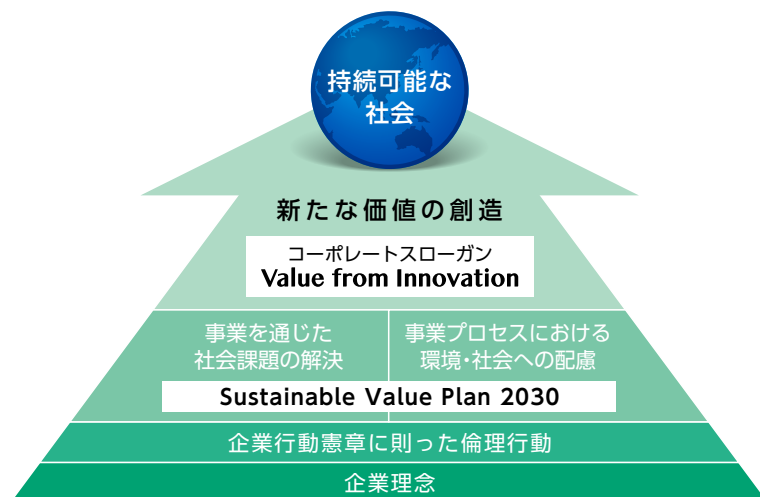 持続可能な
社会
新たな価値の創造
コーポレートスローガン
Value from Innovation
事業を通じた
社会課題の解決
事業プロセスにおける
環境・社会への配慮
Sustainable Value Plan 2030
企業行動憲章に則った倫理行動
企業理念